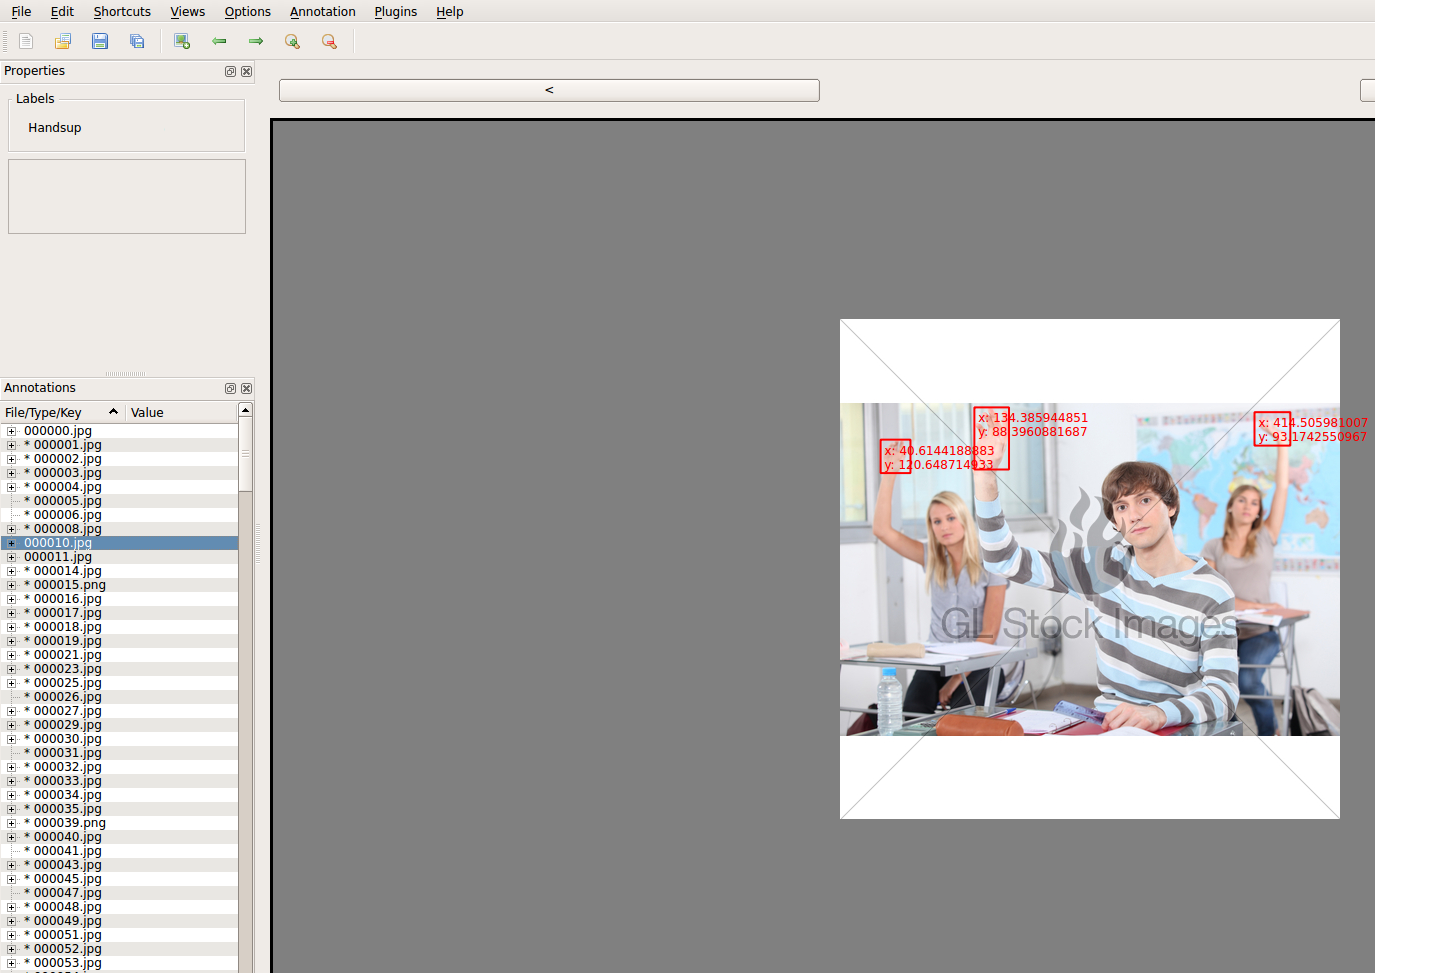 File Edit Shortcuts Views Options Annotation Plugins Help
Properties
Labels
Handsup
<
Annotations
File/Type/Key Value
000000.jpg
* 000001.jpg
* 000002.jpg
* 000003.jpg
* 000004.jpg
* 000005.jpg
* 000006.jpg
* 000008.jpg
000010.jpg
000011.jpg
* 000014.jpg
* 000015.png
* 000016.jpg
* 000017.jpg
* 000018.jpg
* 000019.jpg
* 000021.jpg
* 000023.jpg
* 000025.jpg
* 000026.jpg
* 000027.jpg
* 000029.jpg
* 000030.jpg
* 000031.jpg
* 000032.jpg
* 000033.jpg
* 000034.jpg
* 000035.jpg
* 000039.png
* 000040.jpg
* 000041.jpg
* 000043.jpg
* 000045.jpg
* 000047.jpg
* 000048.jpg
* 000049.jpg
* 000051.jpg
* 000052.jpg
* 000053.jpg
x: 40.6144188883
y: 120.648714933
x: 134.385944851
y: 88.3960881687
x: 414.505981007
y: 93.1742550967
GL Stock Images